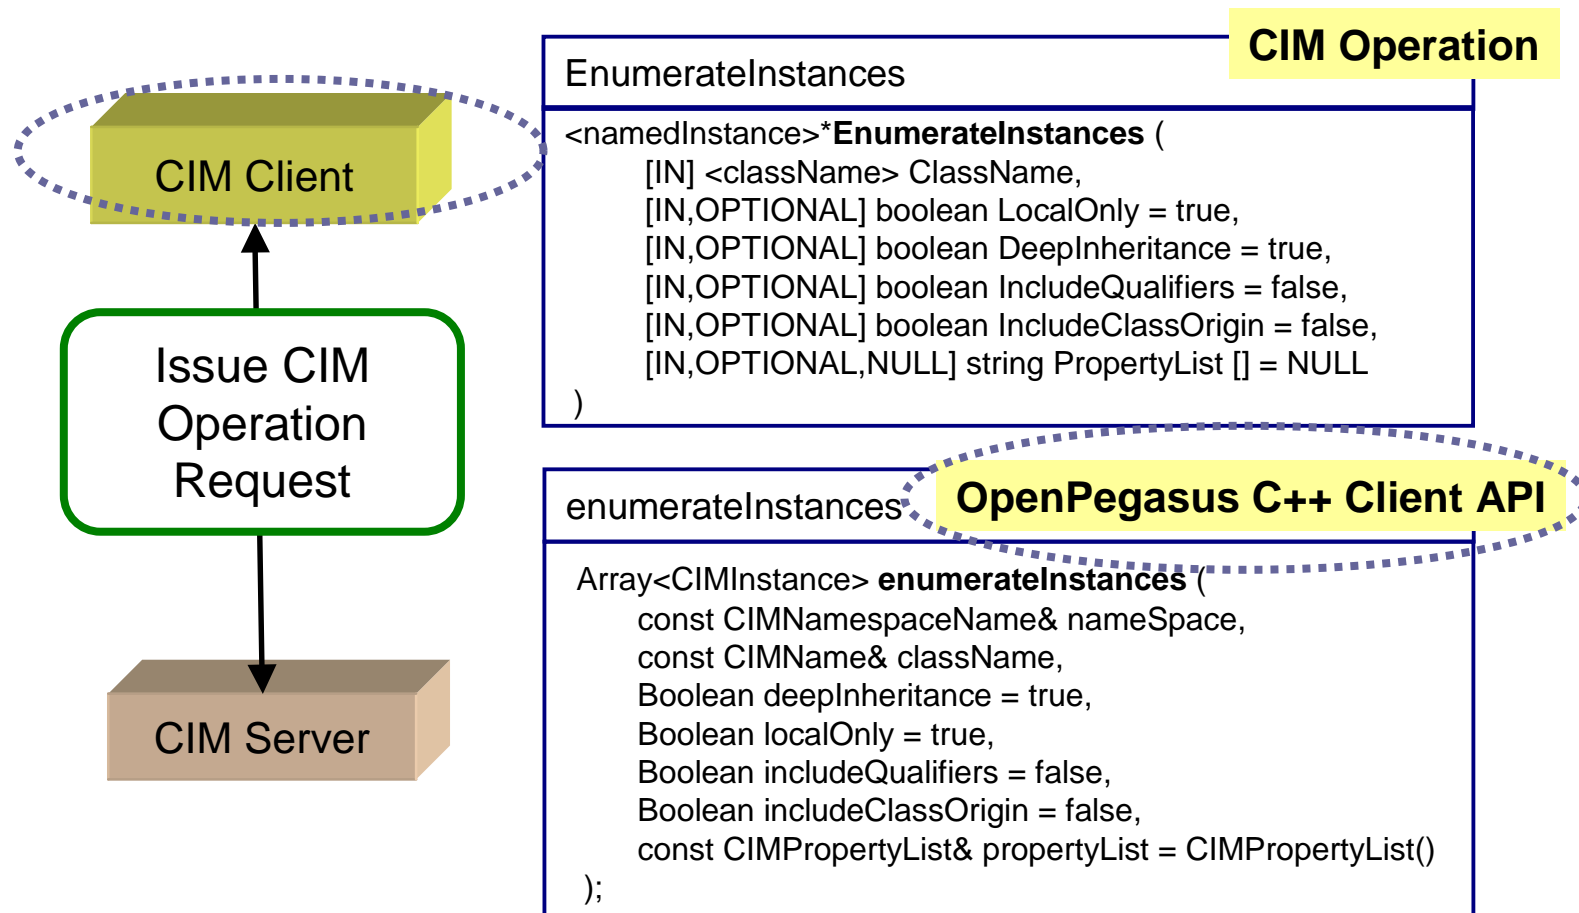 CIM Client
Issue CIM
Operation
Request
CIM Server
CIM Operation
EnumerateInstances
<namedInstance>*EnumerateInstances (
[IN] <className> ClassName,
[IN,OPTIONAL] boolean LocalOnly = true,
[IN,OPTIONAL] boolean DeepInheritance = true,
[IN,OPTIONAL] boolean IncludeQualifiers = false,
[IN,OPTIONAL] boolean IncludeClassOrigin = false,
[IN,OPTIONAL,NULL] string PropertyList [] = NULL
)
OpenPegasus C++ Client API
enumerateInstances
Array<CIMInstance> enumerateInstances (
const CIMNamespaceName& nameSpace,
const CIMName& className,
Boolean deepInheritance = true,
Boolean localOnly = true,
Boolean includeQualifiers = false,
Boolean includeClassOrigin = false,
const CIMPropertyList& propertyList = CIMPropertyList()
);